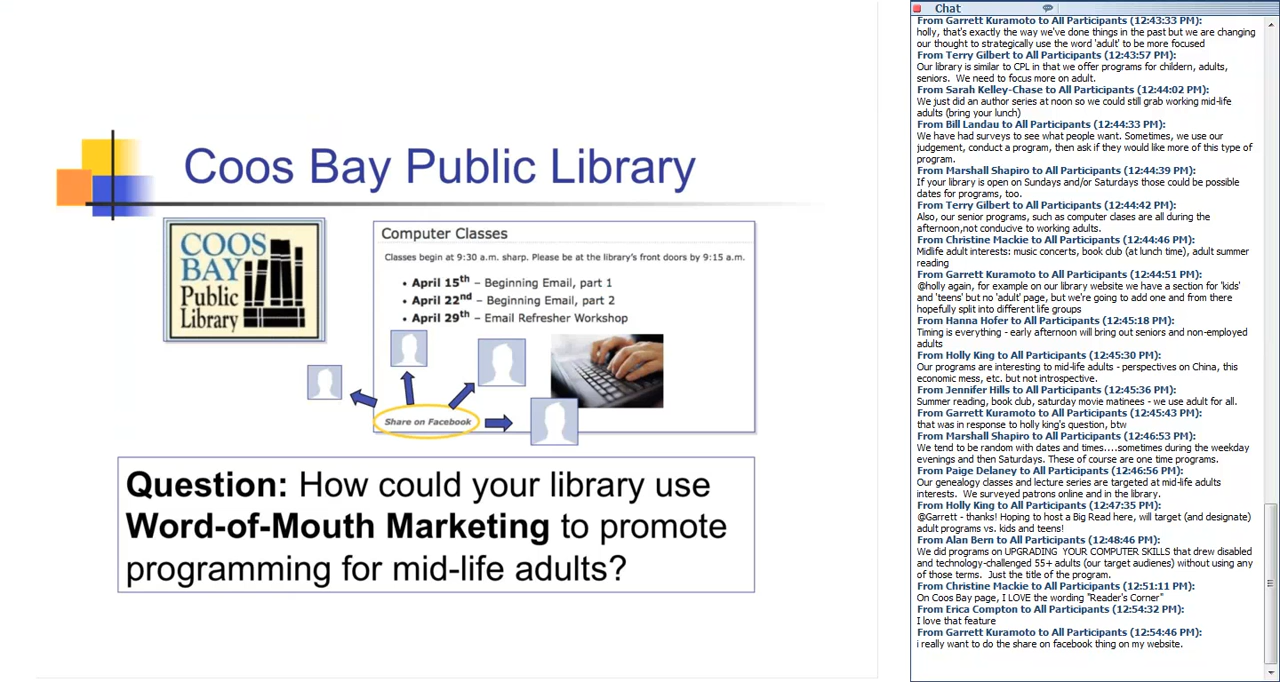 Coos Bay Public Library
COOS
BAY
Public
Library
Computer Classes
Classes begin at 9:30 a.m. sharp. Please be at the library's front doors by 9:15 a.m.
• April 15th – Beginning Email, part 1
• April 22nd – Beginning Email, part 2
• April 29th – Email Refresher Workshop
Share on Facebook
Question: How could your library use
Word-of-Mouth Marketing to promote
programming for mid-life adults?
Chat
From Garrett Kuramoto to All Participants (12:43:33 PM):
holly, that's exactly the way we've done things in the past but we are changing
our thought to strategically use the word 'adult' to be more focused
From Terry Gilbert to All Participants (12:43:57 PM):
Our library is similar to CPL in that we offer programs for childern, adults,
seniors.  We need to focus more on adult.
From Sarah Kelley-Chase to All Participants (12:44:02 PM):
We just did an author series at noon so we could still grab working mid-life
adults (bring your lunch)
From Bill Landau to All Participants (12:44:33 PM):
We have had surveys to see what people want. Sometimes, we use our
judgement, conduct a program, then ask if they would like more of this type of
program.
From Marshall Shapiro to All Participants (12:44:39 PM):
If your library is open on Sundays and/or Saturdays those could be possible
dates for programs, too.
From Terry Gilbert to All Participants (12:44:42 PM):
Also, our senior programs, such as computer clases are all during the
afternoon,not conducive to working adults.
From Christine Mackie to All Participants (12:44:46 PM):
Midlife adult interests: music concerts, book club (at lunch time), adult summer
reading
From Garrett Kuramoto to All Participants (12:44:51 PM):
@holly again, for example on our library website we have a section for 'kids'
and 'teens' but no 'adult' page, but we're going to add one and from there
hopefully split into different life groups
From Hanna Hofer to All Participants (12:45:18 PM):
Timing is everything - early afternoon will bring out seniors and non-employed
adults
From Holly King to All Participants (12:45:30 PM):
Our programs are interesting to mid-life adults - perspectives on China, this
economic mess, etc. but not introspective.
From Jennifer Hills to All Participants (12:45:36 PM):
Summer reading, book club, saturday movie matinees - we use adult for all.
From Garrett Kuramoto to All Participants (12:45:43 PM):
that was in response to holly king's question, btw
From Marshall Shapiro to All Participants (12:46:53 PM):
We tend to be random with dates and times....sometimes during the weekday
evenings and then Saturdays. These of course are one time programs.
From Paige Delaney to All Participants (12:46:56 PM):
Our genealogy classes and lecture series are targeted at mid-life adults
interests.  We surveyed patrons online and in the library.
From Holly King to All Participants (12:47:35 PM):
@Garrett - thanks! Hoping to host a Big Read here, will target (and designate)
adult programs vs. kids and teens!
From Alan Bern to All Participants (12:48:46 PM):
We did programs on UPGRADING  YOUR COMPUTER SKILLS that drew disabled
and technology-challenged 55+ adults (our target audienes) without using any
of those terms.  Just the title of the program.
From Christine Mackie to All Participants (12:51:11 PM):
On Coos Bay page, I LOVE the wording "Reader's Corner"
From Erica Compton to All Participants (12:54:32 PM):
I love that feature
From Garrett Kuramoto to All Participants (12:54:46 PM):
i really want to do the share on facebook thing on my website.